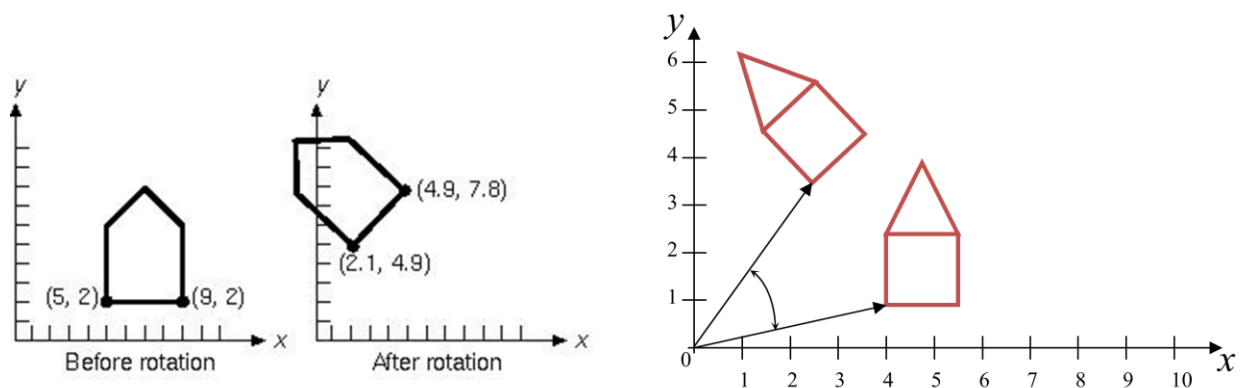 y
(5, 2)
(9, 2)
x
Before rotation
y
(4.9, 7.8)
(2.1, 4.9)
x
After rotation
y
6
5
4
3
2
1
0
1 2 3 4 5 6 7 8 9 10
x